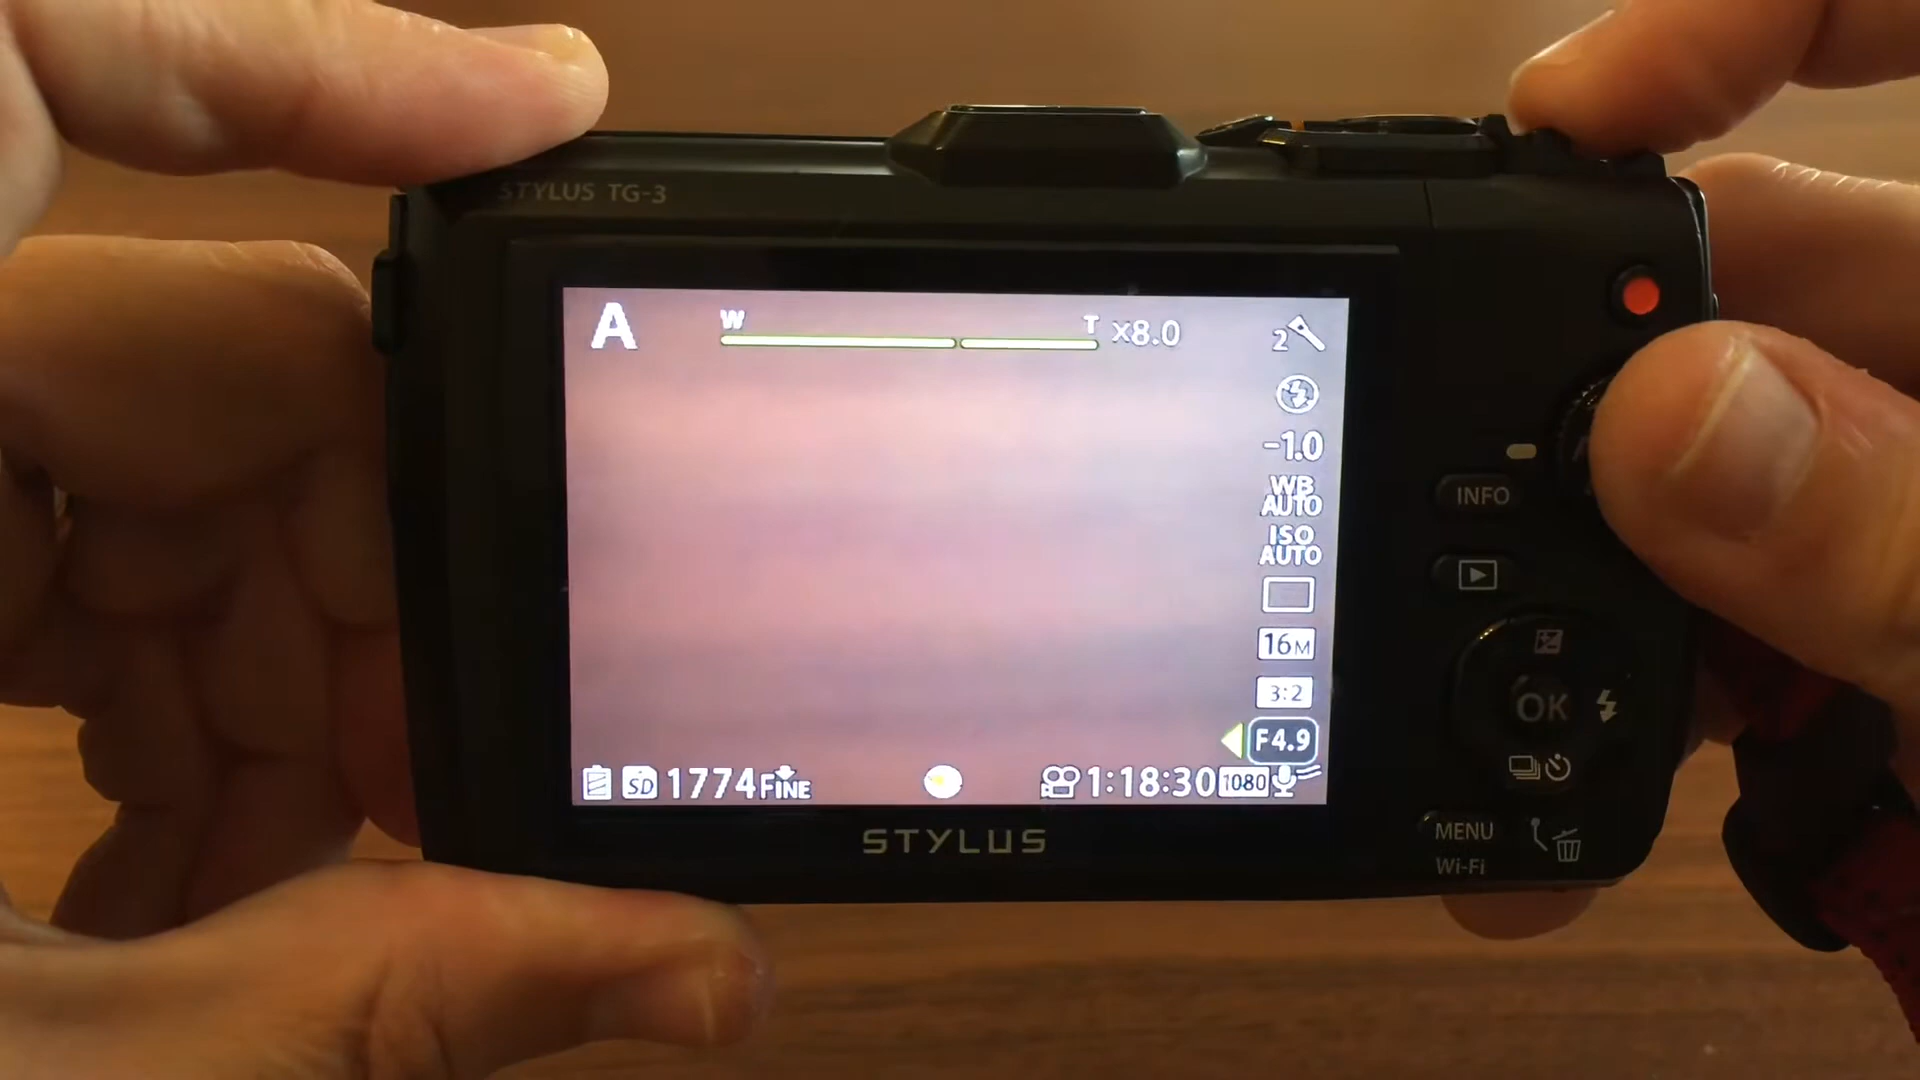 STYLUS TG-3
A
W T x8.0
2
-1.0
WB
AUTO
ISO
AUTO
16M
3:2
F4.9
SD 1774 FINE 1:18:30 1080
STYLUS
INFO
OK
MENU
Wi-Fi